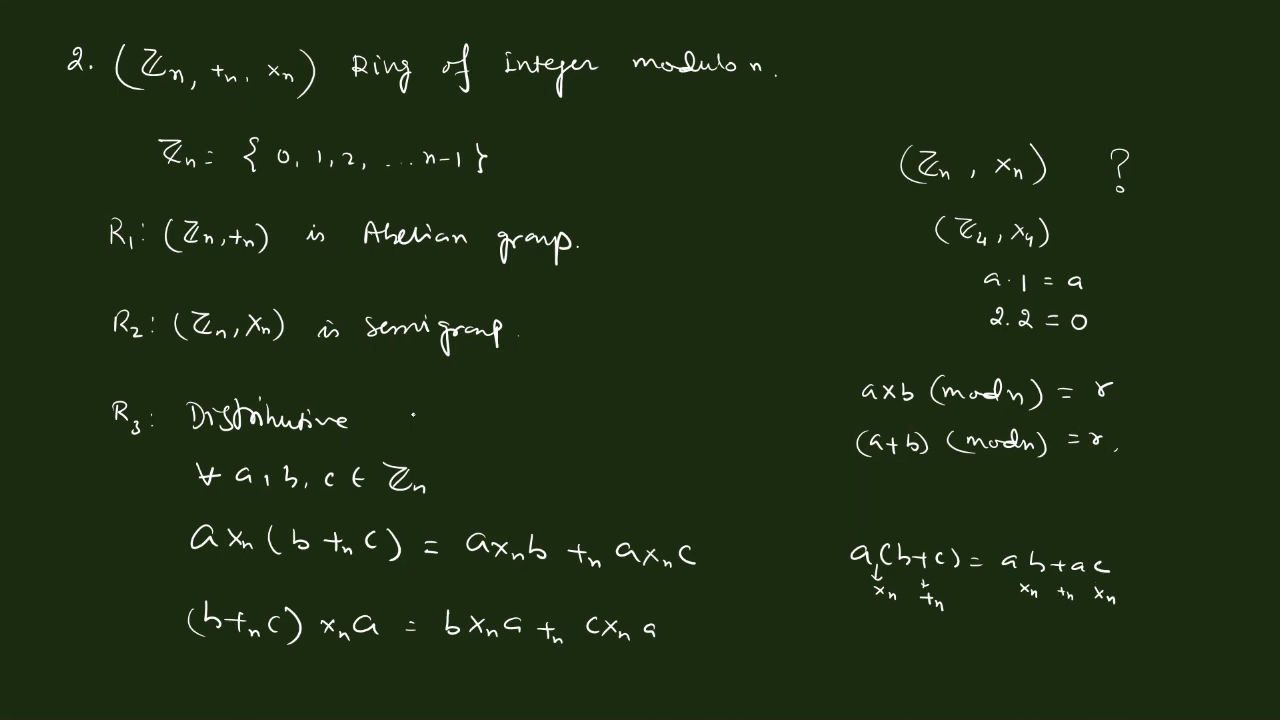 2. (ℤn, +n, ×n) Ring of Integer modulo n.
ℤn = { 0, 1, 2, ... n-1 }
R1: (ℤn, +n) is Abelian group.
R2: (ℤn, ×n) is semigroup.
R3: Distributive
∀ a, b, c ∈ ℤn
a ×n ( b +n c ) = a ×n b +n a ×n c
(b +n c) ×n a = b ×n a +n c ×n a
(ℤn, ×n) ?
(ℤ4, ×4)
a · 1 = a
2. 2 = 0
a×b (mod n) = r
(a+b) (mod n) = r.
a(b+c) = ab+ac
×n +n ×n +n ×n